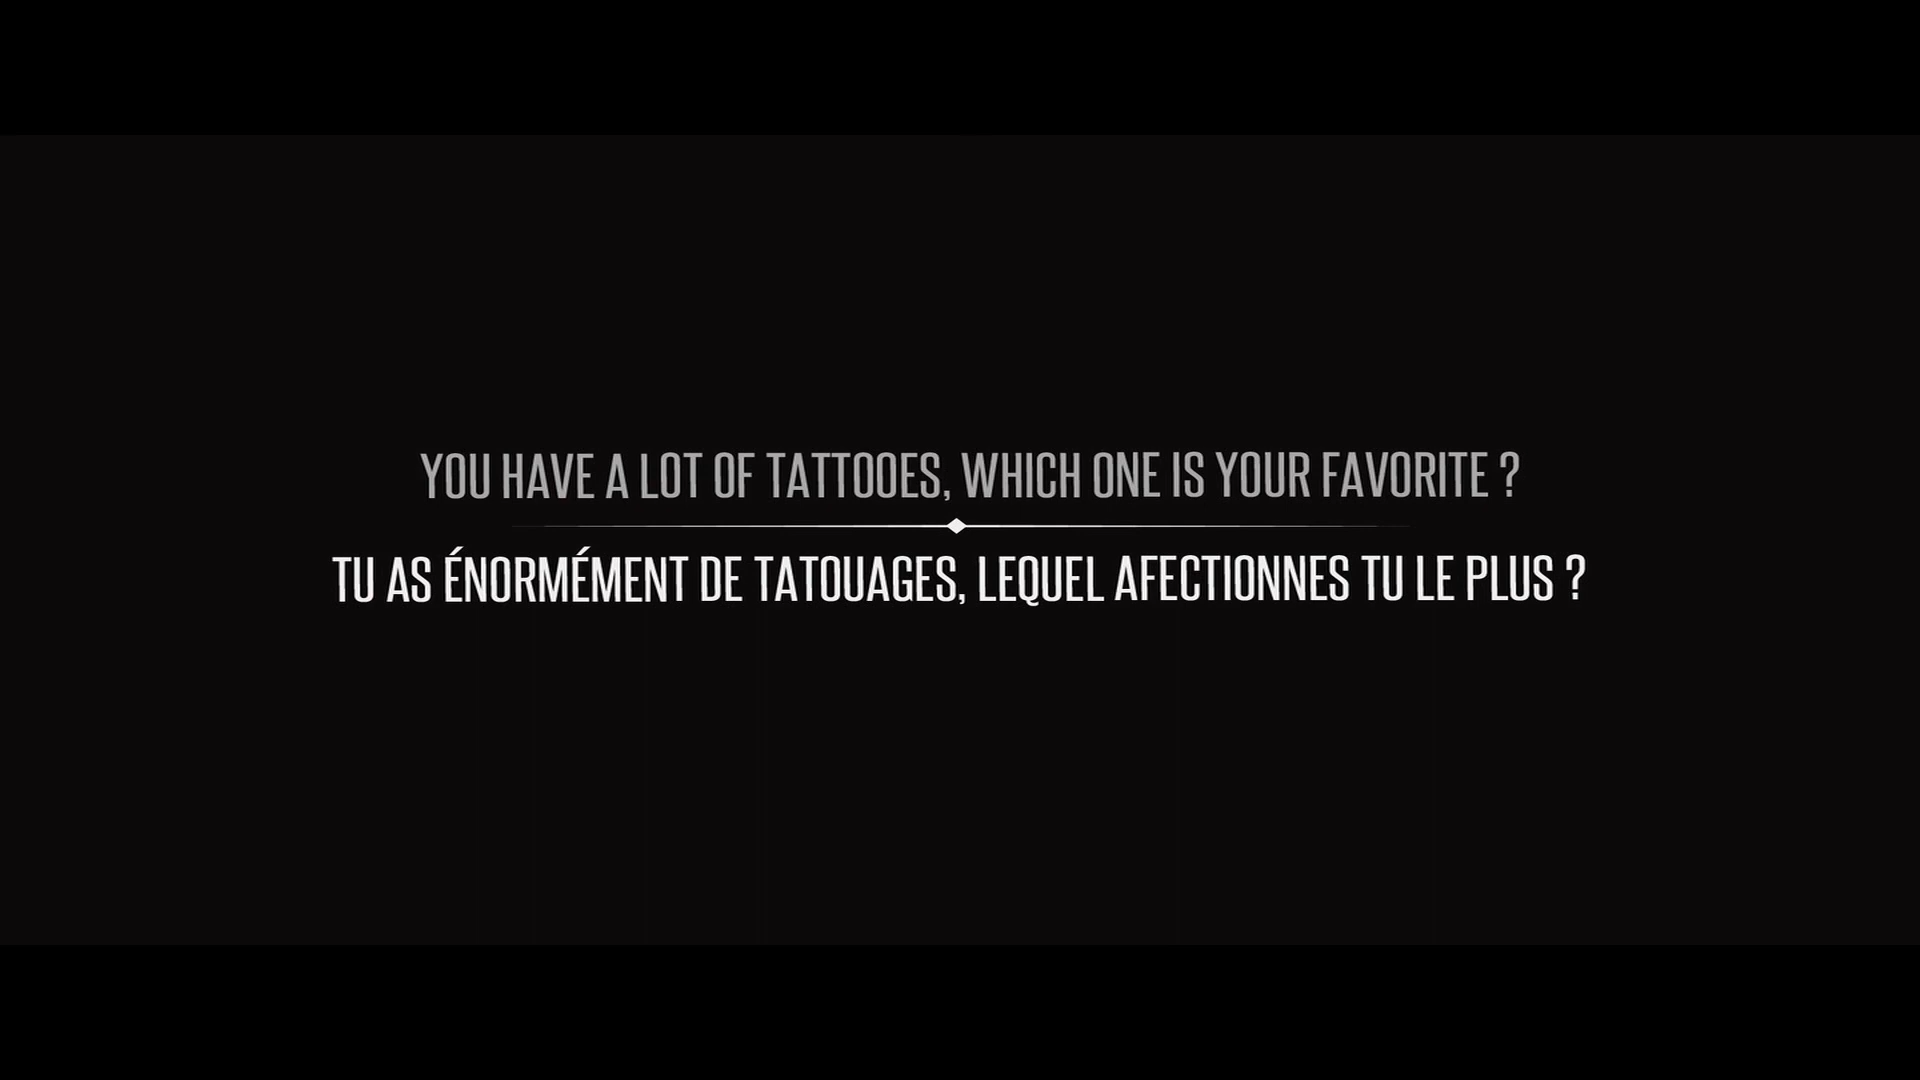 YOU HAVE A LOT OF TATTOOES, WHICH ONE IS YOUR FAVORITE ?
TU AS ÉNORMÉMENT DE TATOUAGES, LEQUEL AFECTIONNES TU LE PLUS ?